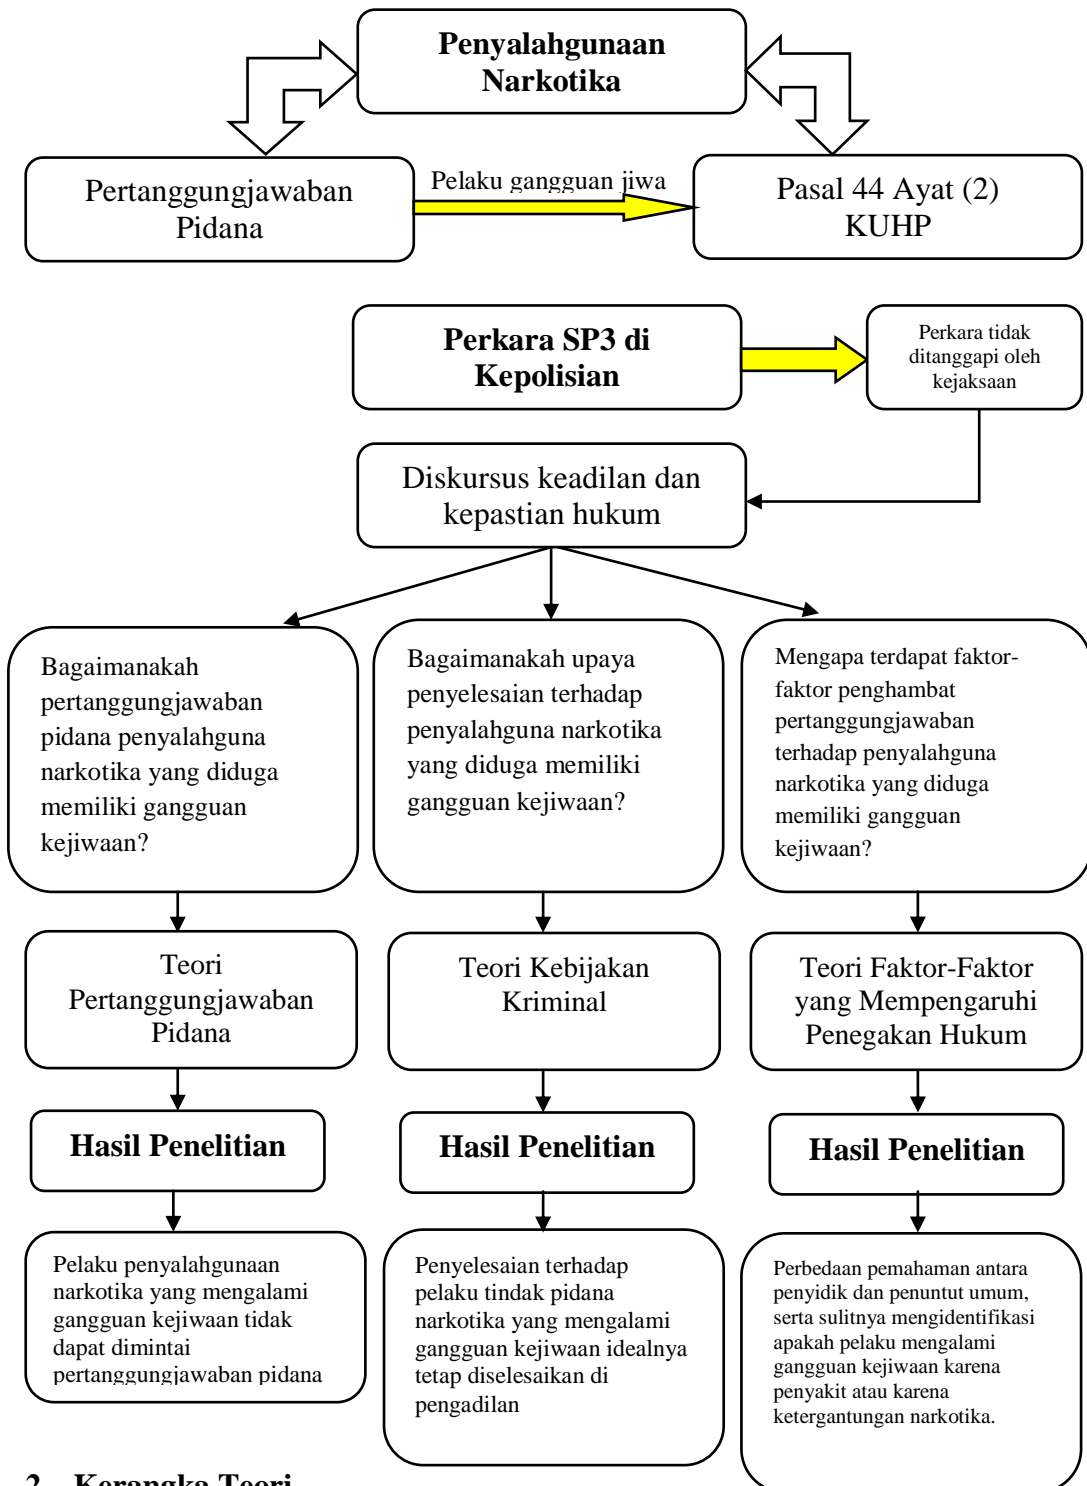 Penyalahgunaan
Narkotika
Pertanggungjawaban
Pidana
Pelaku gangguan jiwa
Pasal 44 Ayat (2)
KUHP
Perkara SP3 di
Kepolisian
Perkara tidak
ditanggapi oleh
kejaksaan
Diskursus keadilan dan
kepastian hukum
Bagaimanakah
pertanggungjawaban
pidana penyalahguna
narkotika yang diduga
memiliki gangguan
kejiwaan?
Bagaimanakah upaya
penyelesaian terhadap
penyalahguna narkotika
yang diduga memiliki
gangguan kejiwaan?
Mengapa terdapat faktor-
faktor penghambat
pertanggungjawaban
terhadap penyalahguna
narkotika yang diduga
memiliki gangguan
kejiwaan?
Teori
Pertanggungjawaban
Pidana
Teori Kebijakan
Kriminal
Teori Faktor-Faktor
yang Mempengaruhi
Penegakan Hukum
Hasil Penelitian
Hasil Penelitian
Hasil Penelitian
Pelaku penyalahgunaan
narkotika yang mengalami
gangguan kejiwaan tidak
dapat dimintai
pertanggungjawaban pidana
Penyelesaian terhadap
pelaku tindak pidana
narkotika yang mengalami
gangguan kejiwaan idealnya
tetap diselesaikan di
pengadilan
Perbedaan pemahaman antara
penyidik dan penuntut umum,
serta sulitnya mengidentifikasi
apakah pelaku mengalami
gangguan kejiwaan karena
penyakit atau karena
ketergantungan narkotika.
2. Kerangka Teori